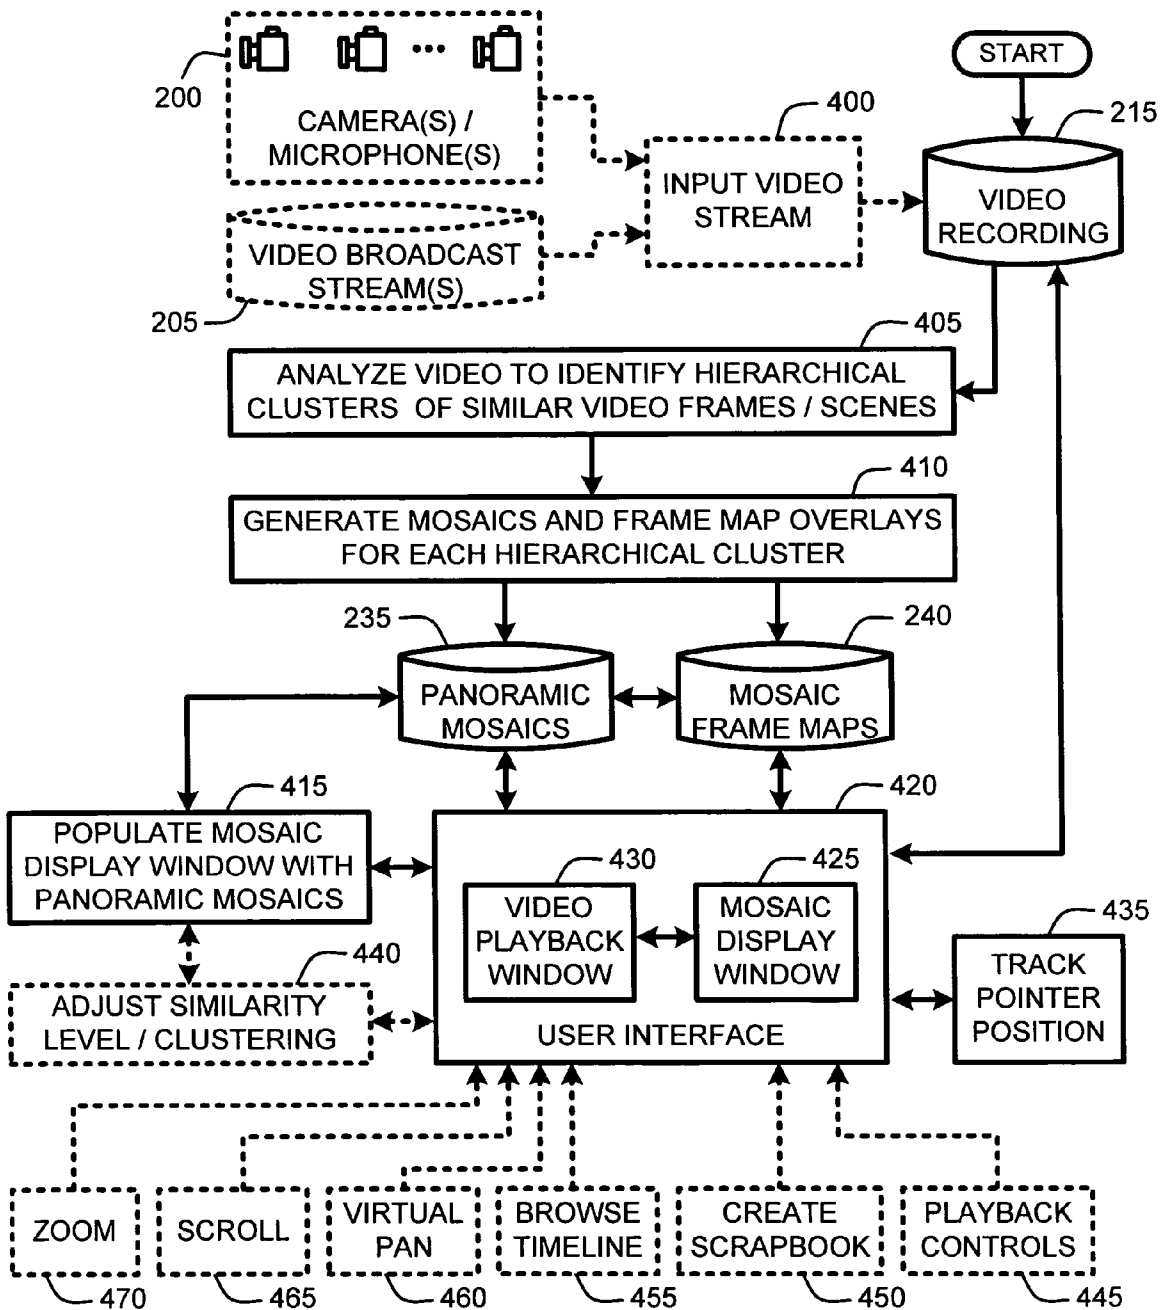 START
200
CAMERA(S) /
MICROPHONE(S)
400
215
INPUT VIDEO
STREAM
VIDEO
RECORDING
VIDEO BROADCAST
STREAM(S)
205
405
ANALYZE VIDEO TO IDENTIFY HIERARCHICAL
CLUSTERS OF SIMILAR VIDEO FRAMES / SCENES
410
GENERATE MOSAICS AND FRAME MAP OVERLAYS
FOR EACH HIERARCHICAL CLUSTER
235
240
PANORAMIC
MOSAICS
MOSAIC
FRAME MAPS
415
420
POPULATE MOSAIC
DISPLAY WINDOW WITH
PANORAMIC MOSAICS
430
425
VIDEO
PLAYBACK
WINDOW
MOSAIC
DISPLAY
WINDOW
435
TRACK
POINTER
POSITION
440
ADJUST SIMILARITY
LEVEL / CLUSTERING
USER INTERFACE
ZOOM
SCROLL
VIRTUAL
PAN
BROWSE
TIMELINE
CREATE
SCRAPBOOK
PLAYBACK
CONTROLS
470
465
460
455
450
445